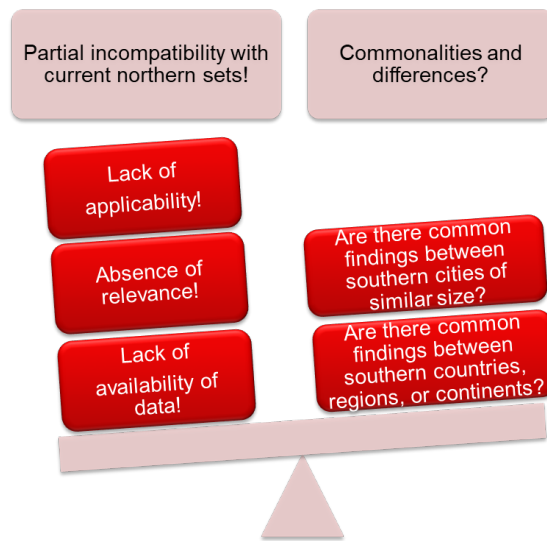 Partial incompatibility with
current northern sets!
Commonalities and
differences?
Lack of
applicability!
Absence of
relevance!
Lack of
availability of
data!
Are there common
findings between
southern cities of
similar size?
Are there common
findings between
southern countries,
regions, or continents?